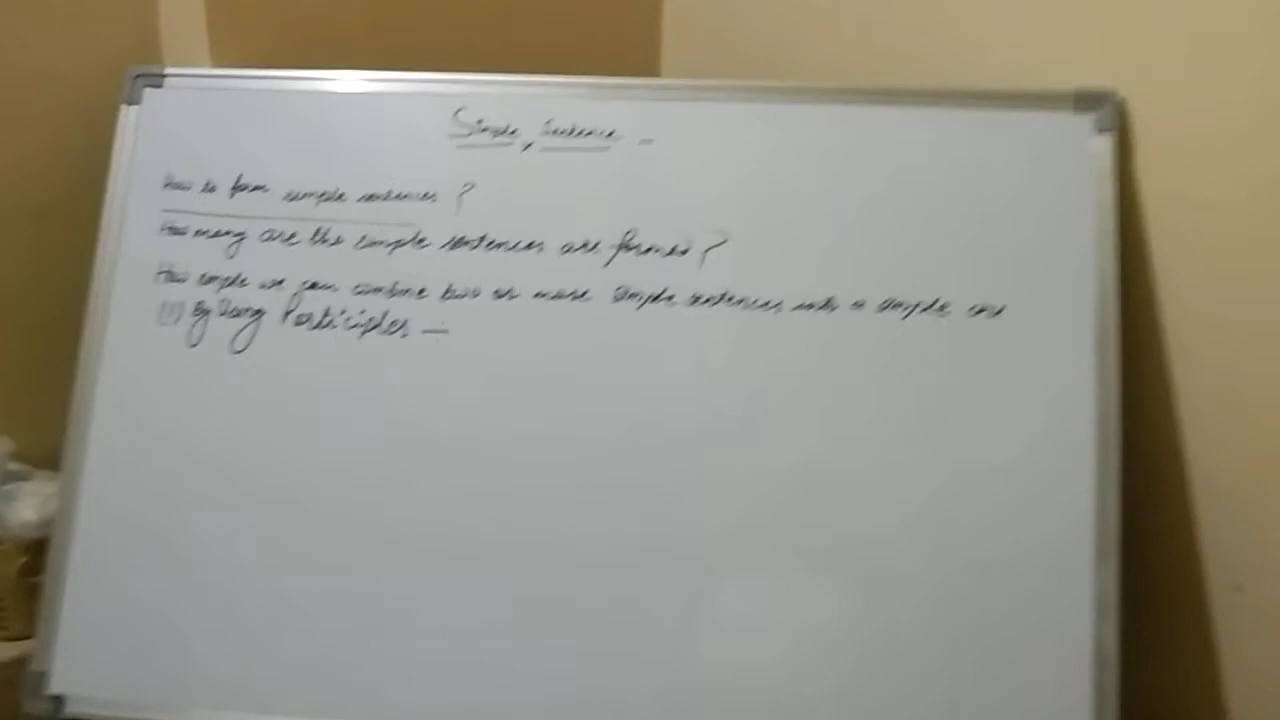 Simple Sentence -
How to form simple sentences ?
How many are the simple sentences are formed ?
How simple we can combine two or more simple sentences into a simple one
(1) By Using Participles —